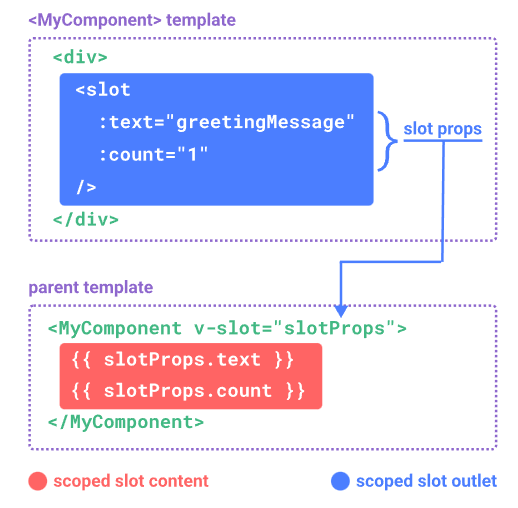 <MyComponent> template
<div>
<slot
:text="greetingMessage"
:count="1"
/>
slot props
</div>
parent template
<MyComponent v-slot="slotProps">
{{ slotProps.text }}
{{ slotProps.count }}
</MyComponent>
scoped slot content
scoped slot outlet